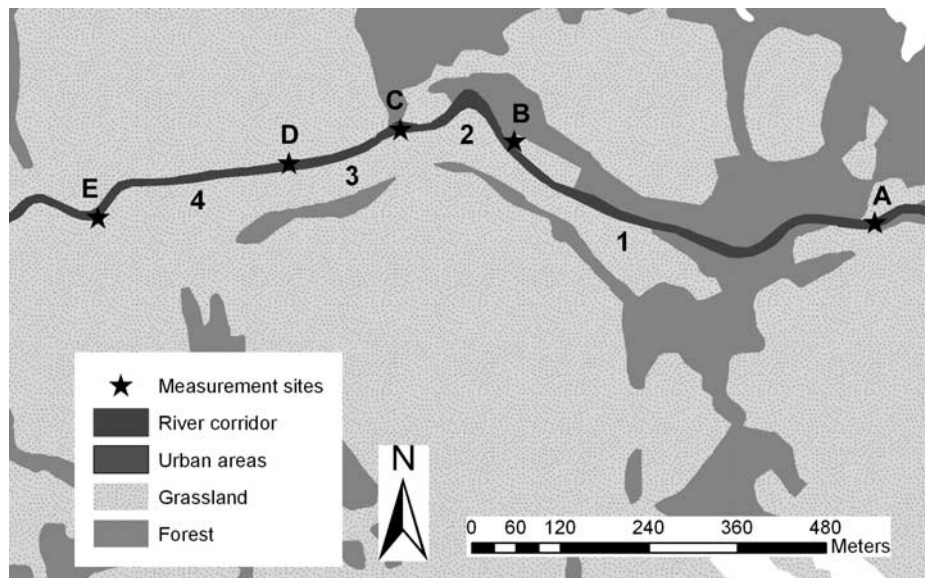 C
B
D
2
3
A
E
4
1
Measurement sites
River corridor
Urban areas
Grassland
Forest
N
0 60 120 240 360 480
Meters